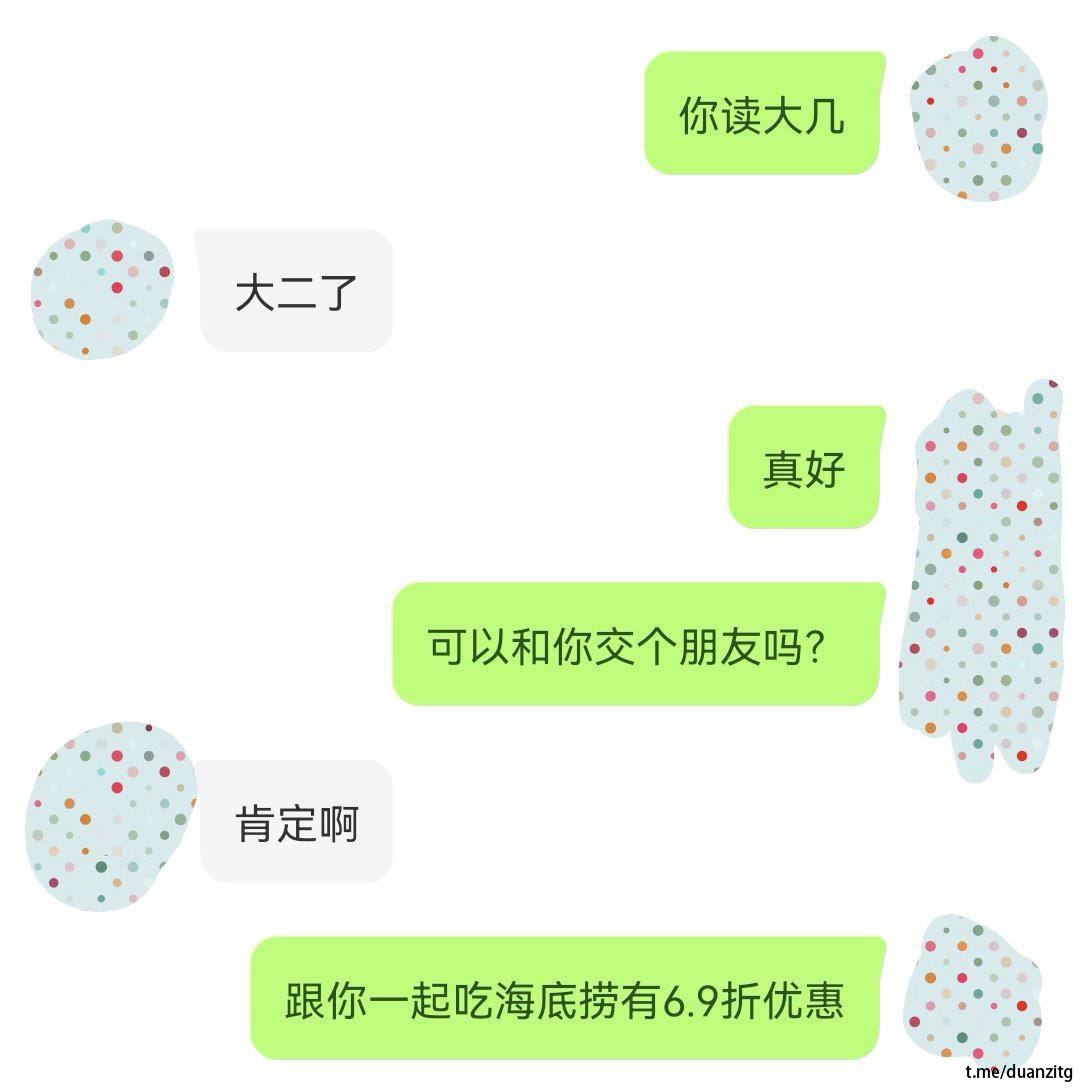 你读大几
大二了
真好
可以和你交个朋友吗?
肯定啊
跟你一起吃海底捞有6.9折优惠
t.me/duanzitg